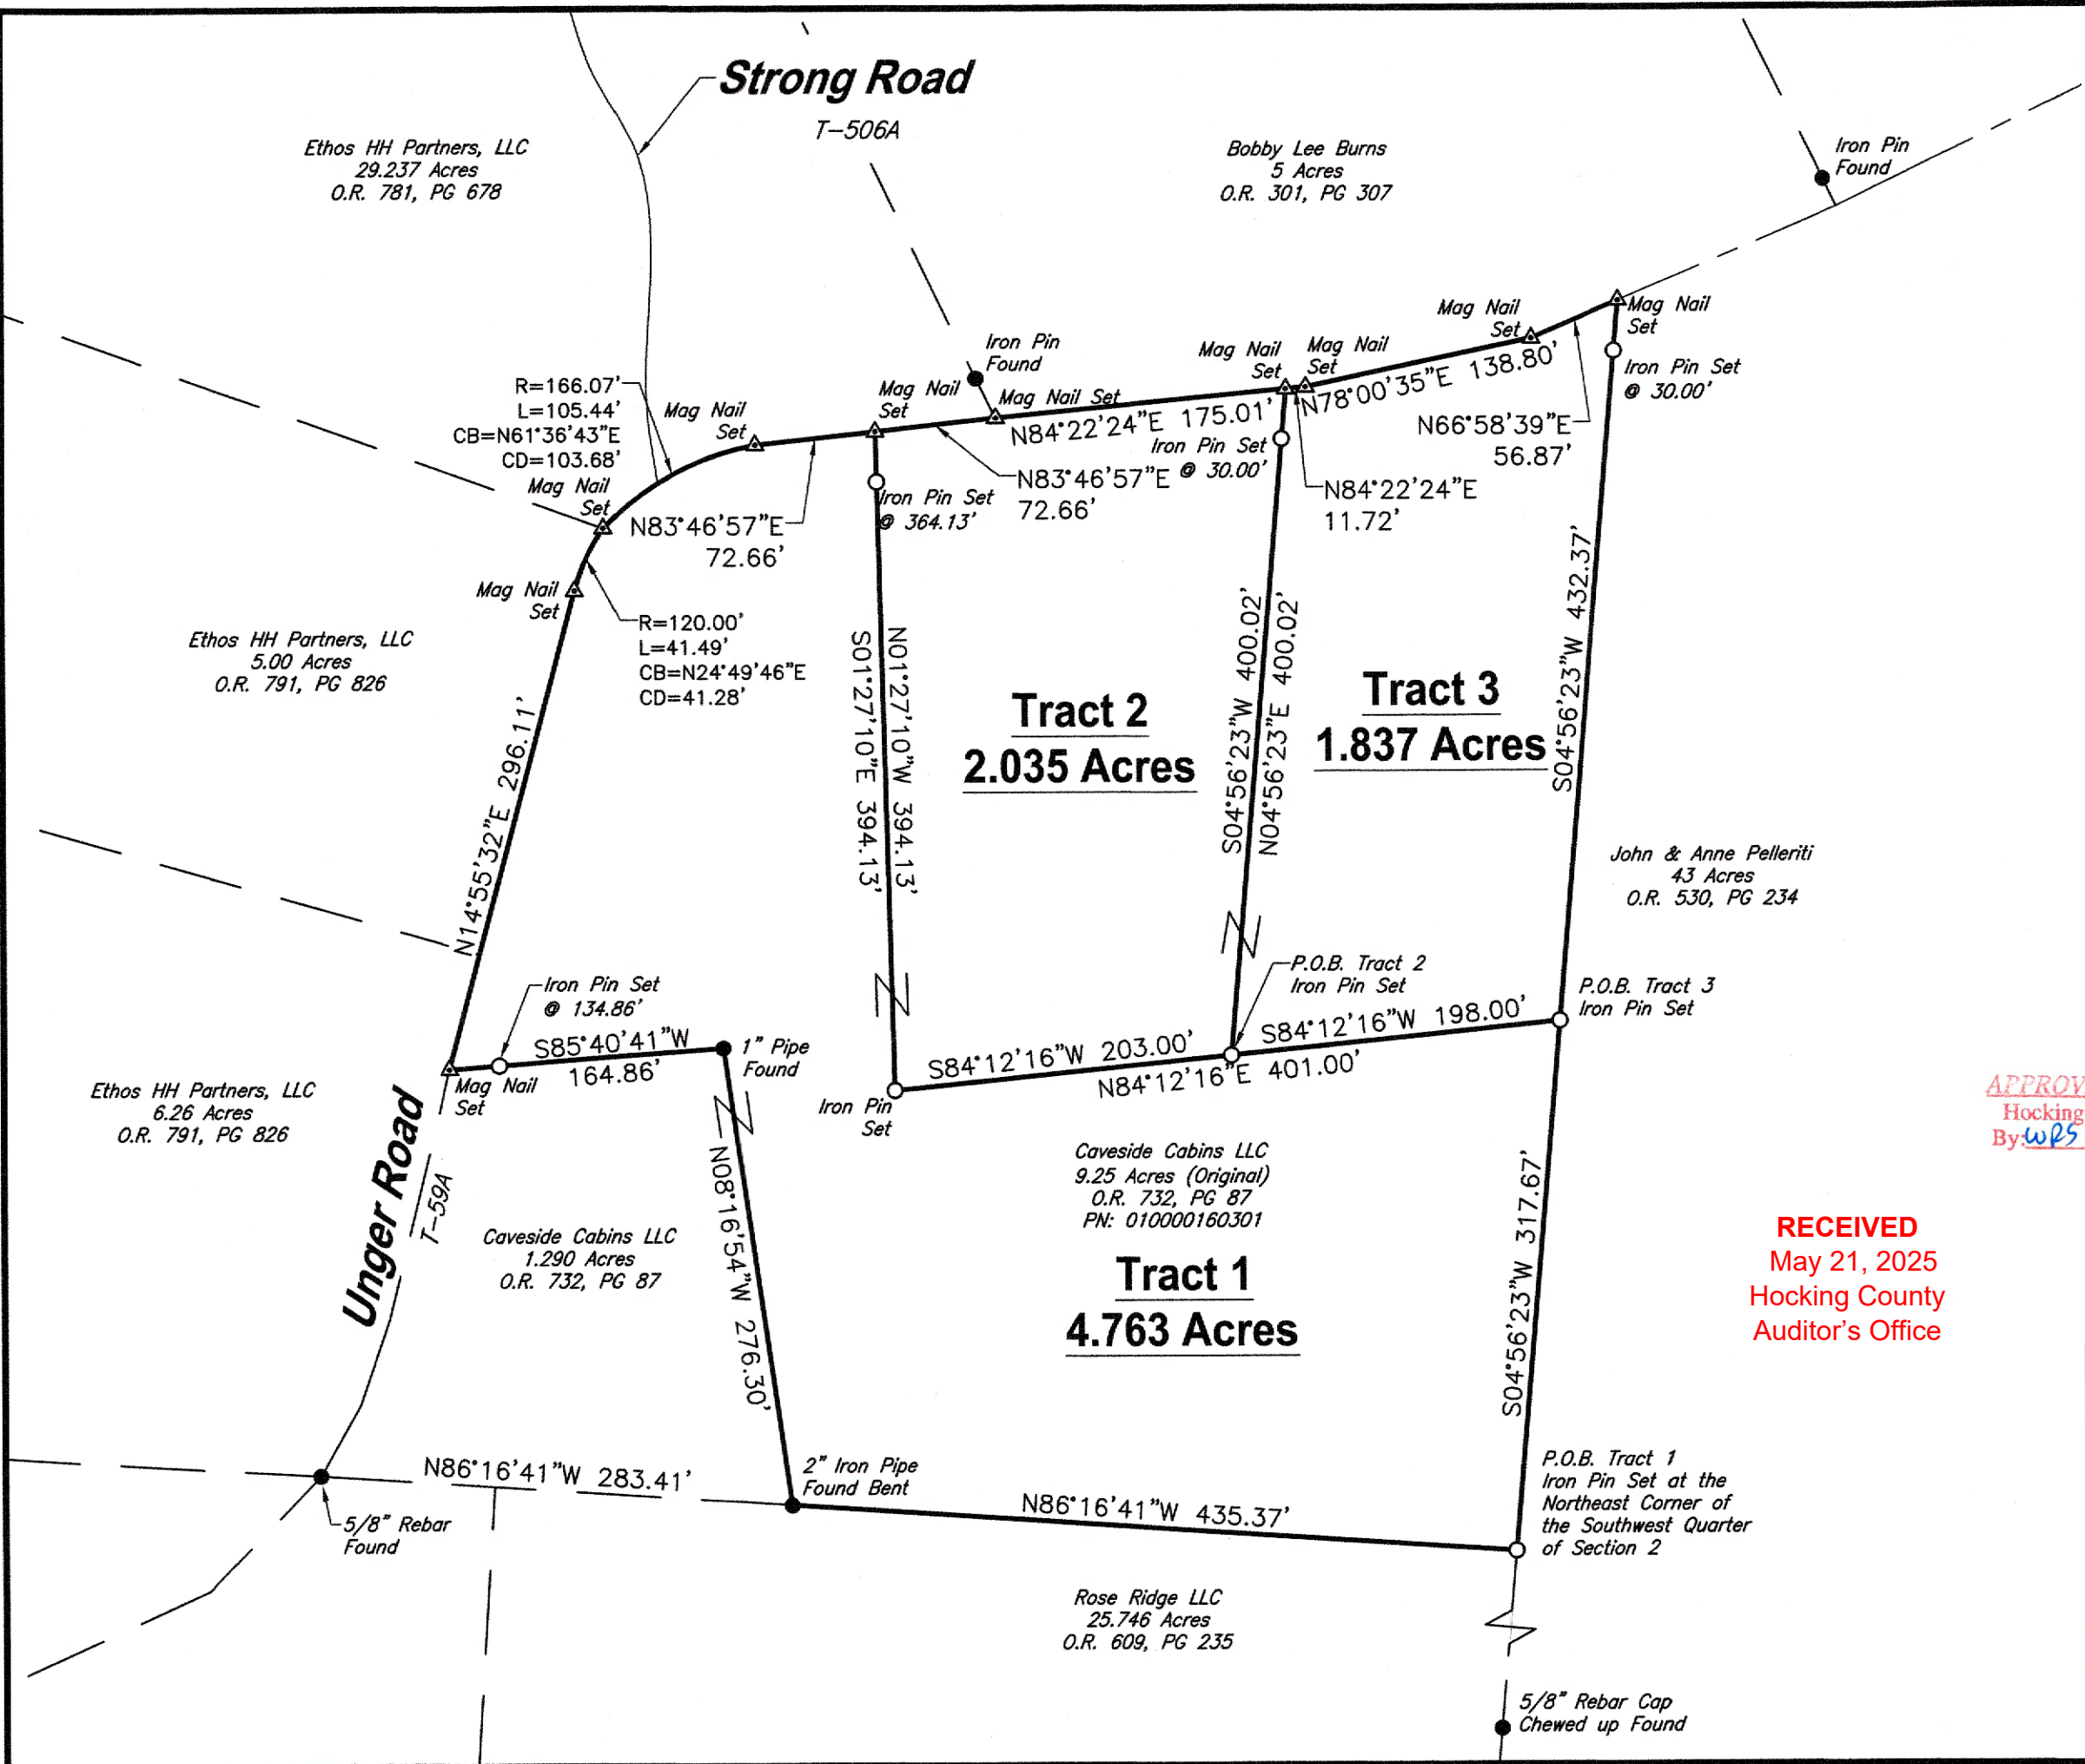 Strong Road
T-506A
Ethos HH Partners, LLC
29.237 Acres
O.R. 781, PG 678
Bobby Lee Burns
5 Acres
O.R. 301, PG 307
Iron Pin
Found
Mag Nail
Set
Iron Pin Set
@ 30.00'
Mag Nail
Set
N66°58'39"E
56.87'
N78°00'35"E 138.80'
Mag Nail
Set
Mag Nail
Set
N84°22'24"E
11.72'
Iron Pin Set
@ 30.00'
N84°22'24"E 175.01'
Iron Pin
Found
Mag Nail Set
N83°46'57"E
72.66'
Mag Nail
Set
Iron Pin Set
@ 364.13'
Mag Nail
Set
N83°46'57"E
72.66'
R=166.07'
L=105.44'
CB=N61°36'43"E
CD=103.68'
Mag Nail
Set
Mag Nail
Set
R=120.00'
L=41.49'
CB=N24°49'46"E
CD=41.28'
Ethos HH Partners, LLC
5.00 Acres
O.R. 791, PG 826
N14°55'32"E 296.11'
S01°27'10"E 394.13'
N01°27'10"W 394.13'
Tract 2
2.035 Acres
S04°56'23"W 400.02'
N04°56'23"E 400.02'
Tract 3
1.837 Acres
S04°56'23"W 432.37'
John & Anne Pelleriti
43 Acres
O.R. 530, PG 234
P.O.B. Tract 2
Iron Pin Set
P.O.B. Tract 3
Iron Pin Set
S84°12'16"W 198.00'
S84°12'16"W 203.00'
N84°12'16"E 401.00'
Iron Pin
Set
Iron Pin Set
@ 134.86'
S85°40'41"W
164.86'
1" Pipe
Found
Mag Nail
Set
Ethos HH Partners, LLC
6.26 Acres
O.R. 791, PG 826
Unger Road
T-59A
Caveside Cabins LLC
1.290 Acres
O.R. 732, PG 87
N08°16'54"W 276.30'
Caveside Cabins LLC
9.25 Acres (Original)
O.R. 732, PG 87
PN: 010000160301
Tract 1
4.763 Acres
S04°56'23"W 317.67'
APPROV
Hocking
By: WRS
RECEIVED
May 21, 2025
Hocking County
Auditor's Office
N86°16'41"W 283.41'
5/8" Rebar
Found
2" Iron Pipe
Found Bent
N86°16'41"W 435.37'
P.O.B. Tract 1
Iron Pin Set at the
Northeast Corner of
the Southwest Quarter
of Section 2
Rose Ridge LLC
25.746 Acres
O.R. 609, PG 235
5/8" Rebar Cap
Chewed up Found